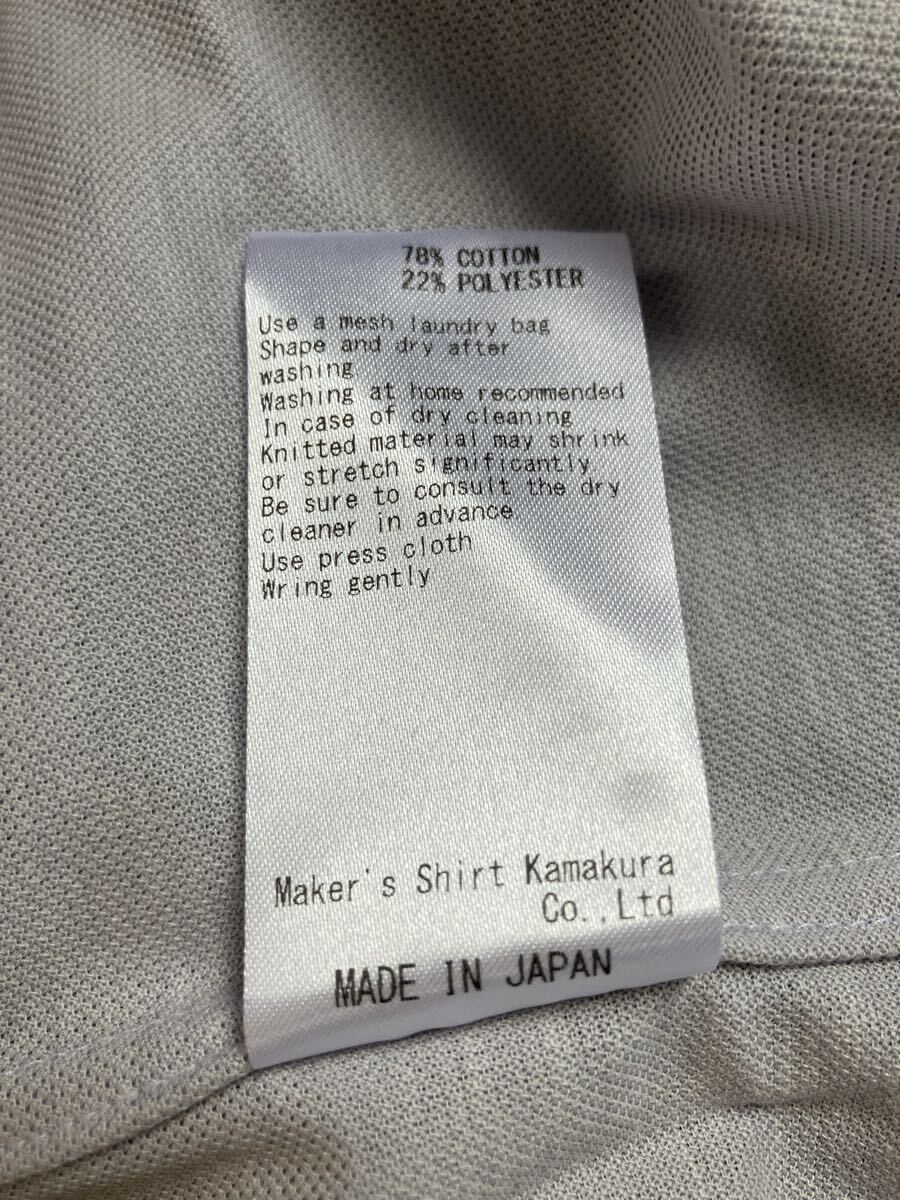 78% COTTON
22% POLYESTER
Use a mesh laundry bag
Shape and dry after
washing
Washing at home recommended
In case of dry cleaning
Knitted material may shrink
or stretch significantly.
Be sure to consult the dry
cleaner in advance
Use press cloth
Wring gently
Maker's Shirt Kamakura
Co.,Ltd
MADE IN JAPAN